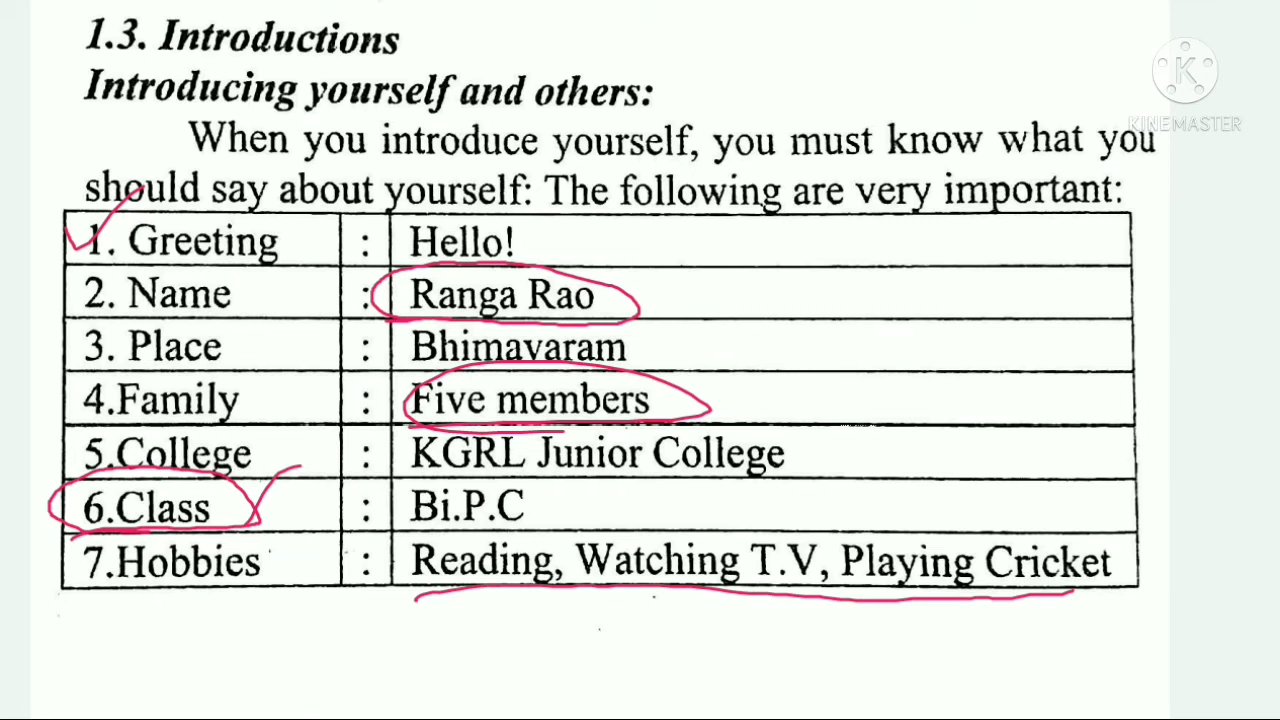 1.3. Introductions
Introducing yourself and others:
When you introduce yourself, you must know what you
should say about yourself: The following are very important:
1. Greeting : Hello!
2. Name : Ranga Rao
3. Place : Bhimavaram
4.Family : Five members
5.College : KGRL Junior College
6.Class : Bi.P.C
7.Hobbies : Reading, Watching T.V, Playing Cricket
K
KINEMASTER